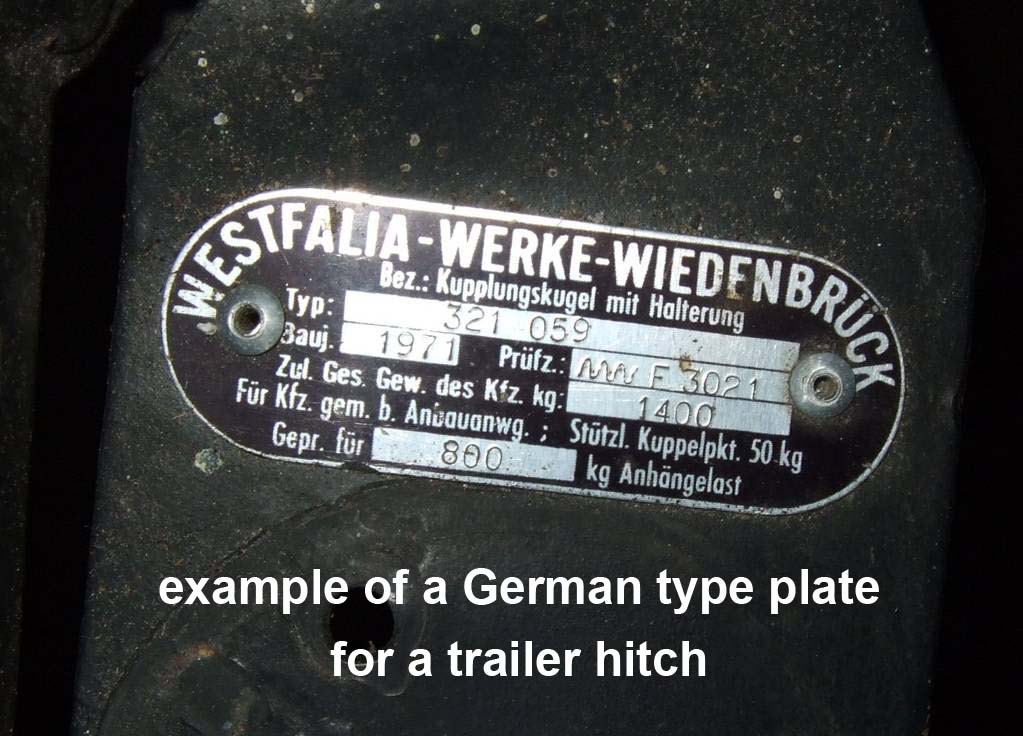 WESTFALIA-WERKE-WIEDENBRÜCK
Bez.: Kupplungskugel mit Halterung
Typ: 321 059
Bauj. 1971 Prüfz.: F 3021
Zul. Ges. Gew. des Kfz. kg: 1400
Für Kfz. gem. b. Anbauanwg. ; Stützl. Kuppelpkt. 50 kg
Gepr. für 800 kg Anhängelast
example of a German type plate
for a trailer hitch